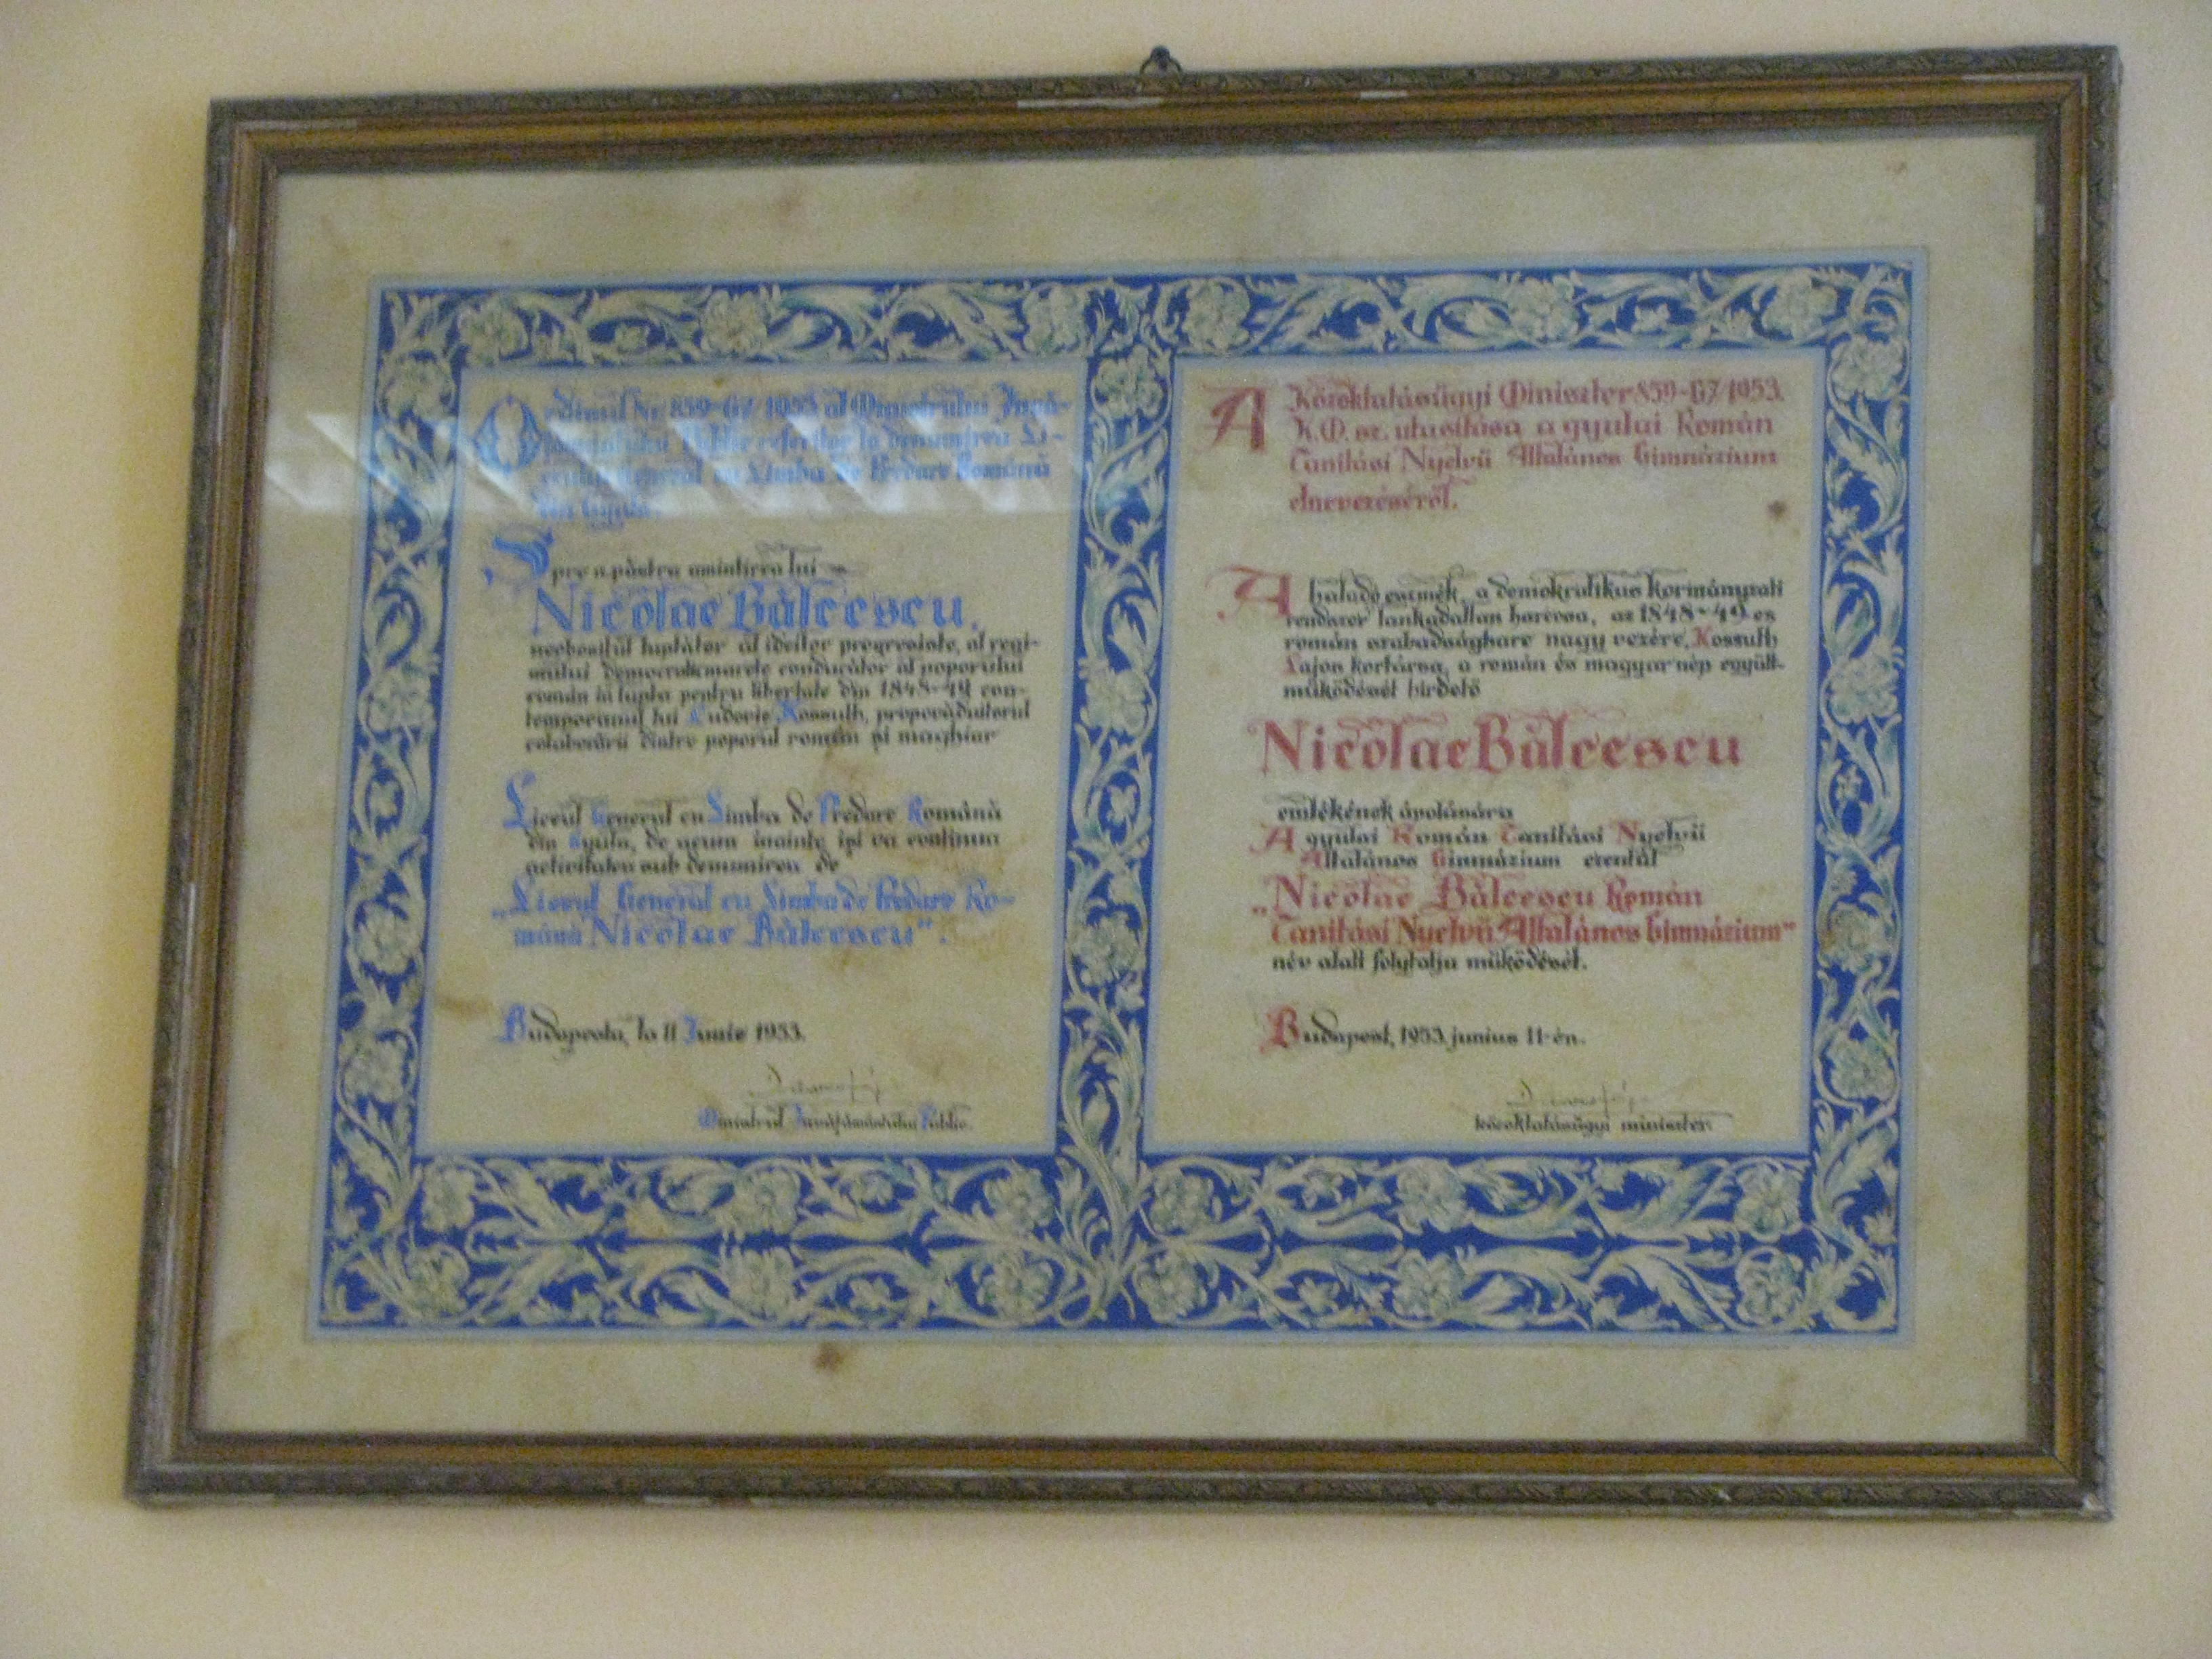 Ordinul Nr. 859-G7/1953 al Ministrului Învă-
țământului Public referitor la denumirea Li-
ceului General cu Limba de Predare Română
din Gyula.
Spre a păstra amintirea lui
Nicolae Bălcescu,
neobositul luptător al ideilor progresiste, al regi-
mului democrat, marele conducător al poporului
român în lupta pentru libertate din 1848-49, con-
temporanul lui Ludovic Kossuth, propovăduitorul
colaborării dintre poporul român și maghiar
Liceul General cu Limba de Predare Română
din Gyula, de acum înainte își va continua
activitatea sub denumirea de
„Liceul General cu Limba de Predare Ro-
mână Nicolae Bălcescu".
Budapesta, la 11 Iunie 1953.
Ministrul Învățământului Public.
A Közoktatásügyi Miniszter 859-G7/1953.
K.M. sz. utasítása a gyulai Román
Tanítási Nyelvű Általános Gimnázium
elnevezéséről.
A haladó eszmék, a demokratikus kormányzati
rendszer lankadatlan harcosa, az 1848-49-es
román szabadságharc nagy vezére, Kossuth
Lajos kortársa, a román és magyar nép együtt-
működését hirdető
Nicolae Bălcescu
emlékének ápolására
A gyulai Román Tanítási Nyelvű
Általános Gimnázium ezentúl
„Nicolae Bălcescu Román
Tanítási Nyelvű Általános Gimnázium"
név alatt folytatja működését.
Budapest, 1953. junius 11-én.
közoktatásügyi miniszter.